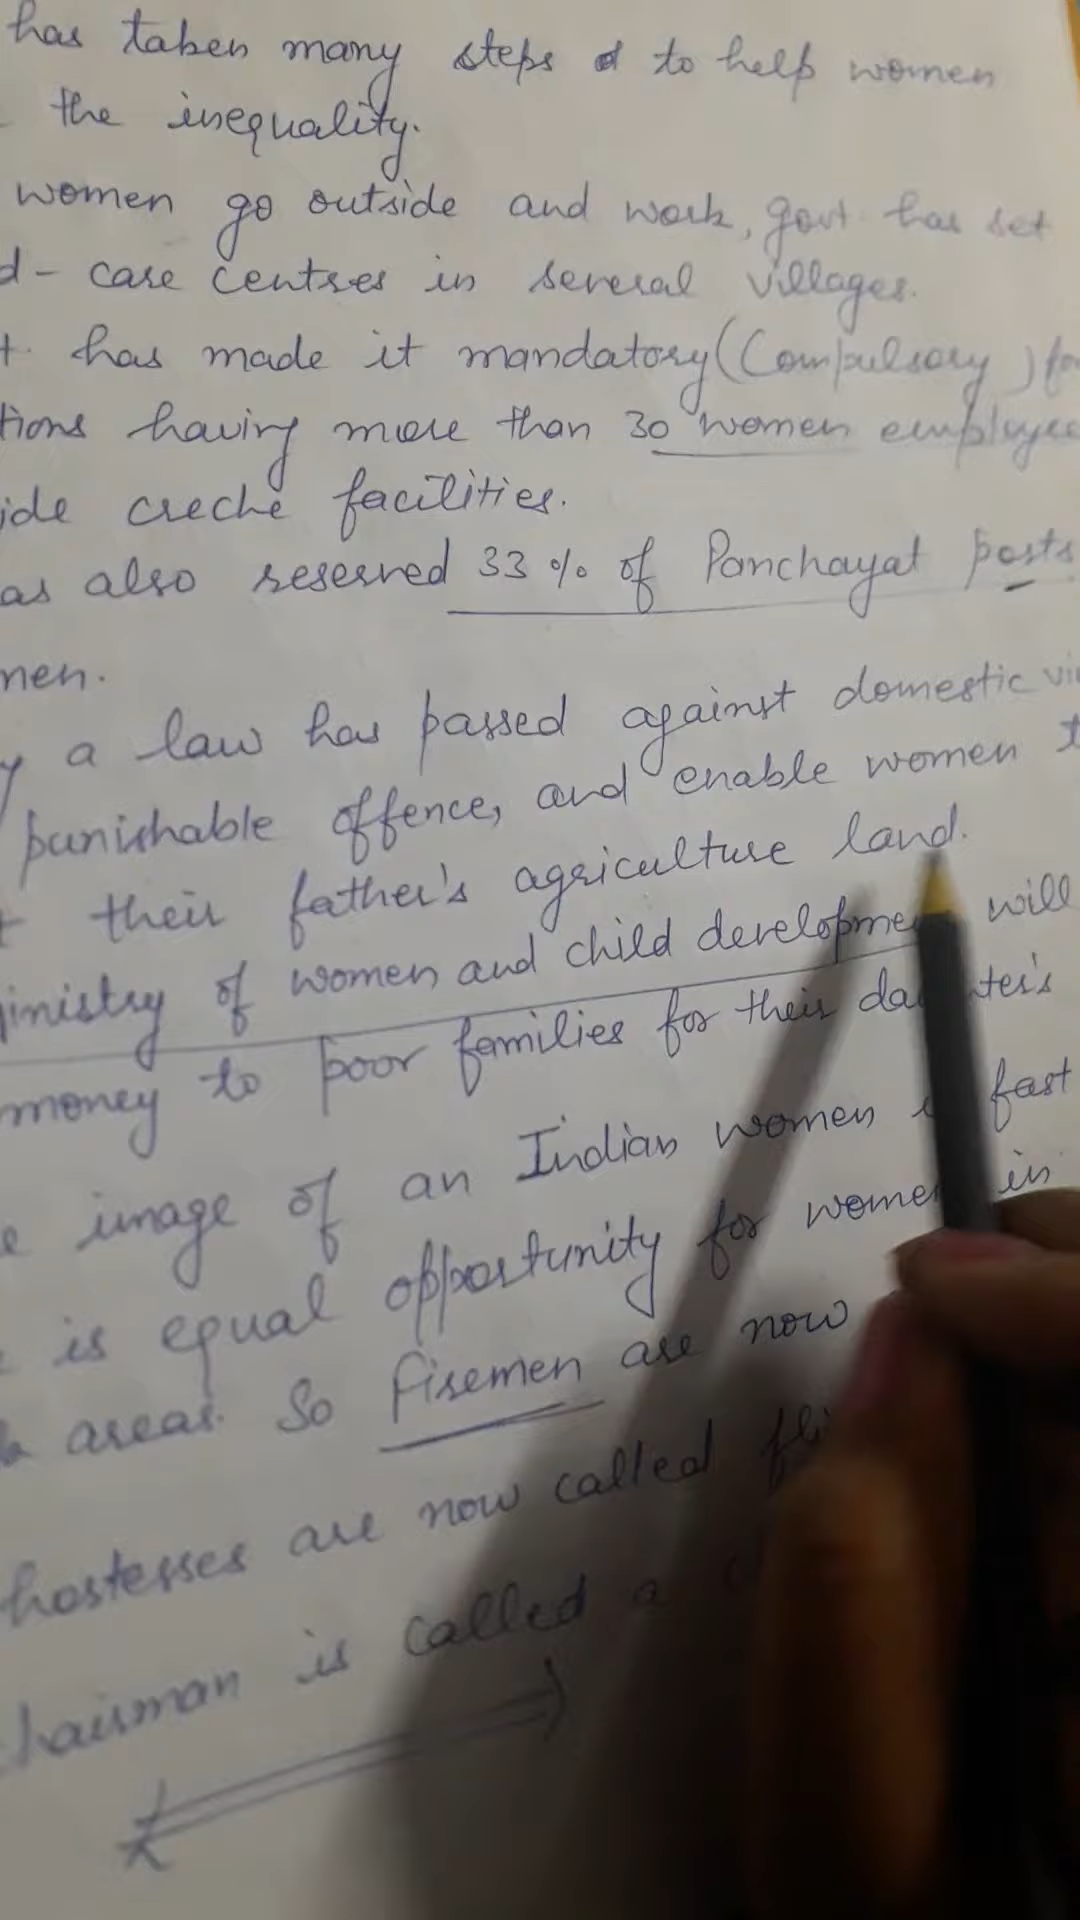 has taken many steps to help women
the inequality.
women go outside and work, govt. has set
d-care centres in several villages.
t. has made it mandatory (Compulsory) for
tions having more than 30 women employee
ide creche facilities.
as also reserved 33% of Panchayat posts
men.
y a law has passed against domestic vi
punishable offence, and enable women t
t their father's agriculture land.
inistry of women and child developme will
money to poor families for their da ter's
e image of an Indian women fast
e is equal opportunity for women in
areas. So firemen are now
hostesses are now called fli
hairman is called a